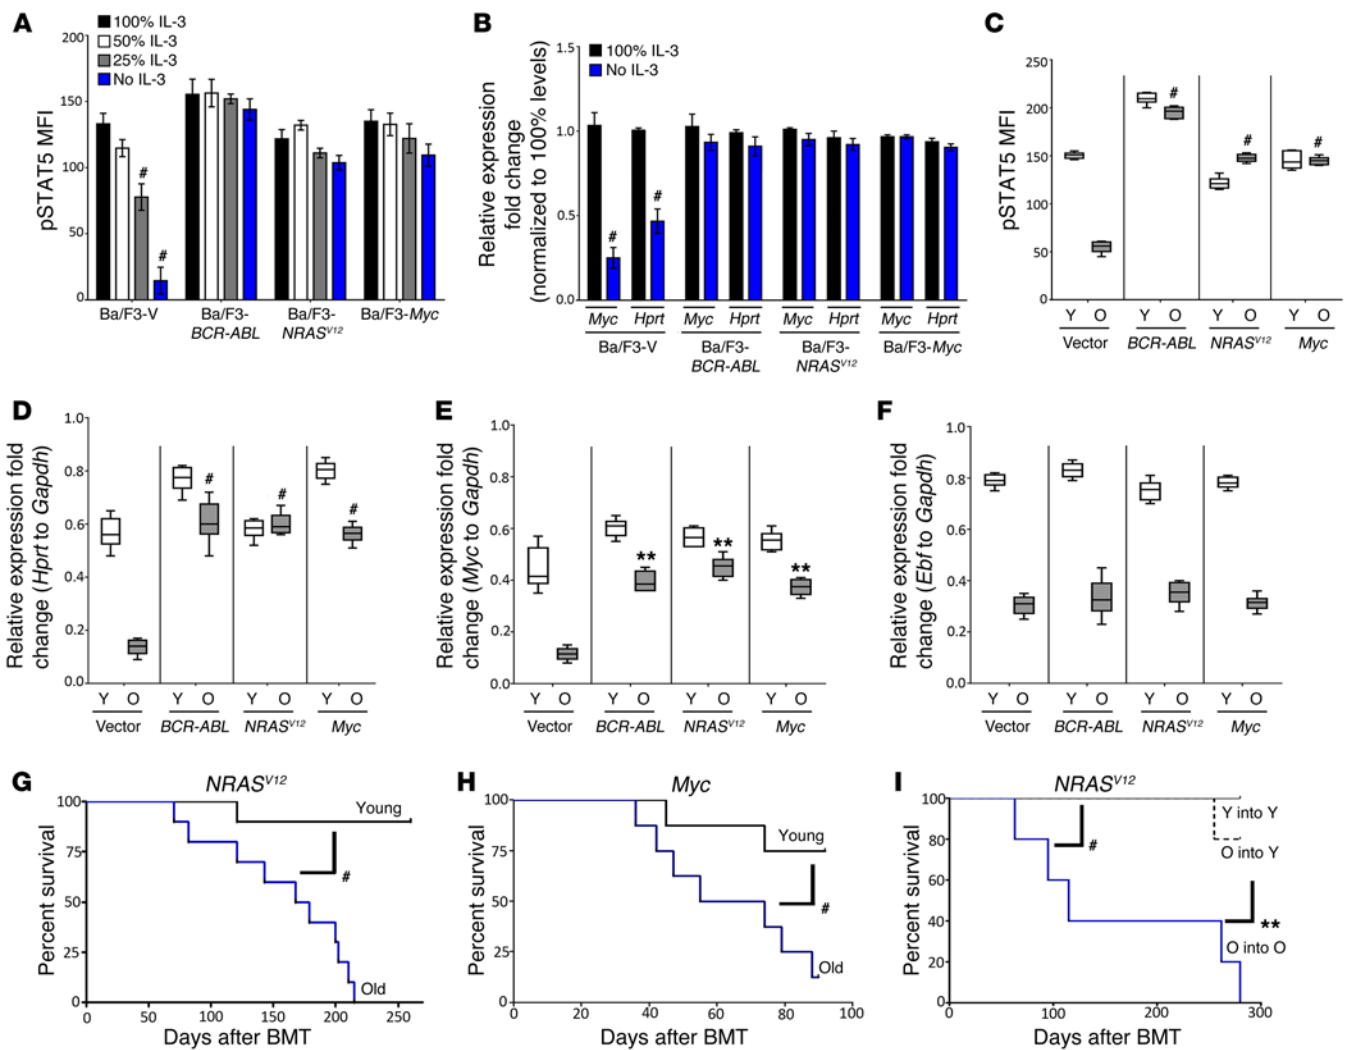 A
100% IL-3
50% IL-3
25% IL-3
No IL-3
pSTAT5 MFI
200
150
100
50
0
# #
Ba/F3-V
Ba/F3-
BCR-ABL
Ba/F3-
NRASV12
Ba/F3-Myc
B
100% IL-3
No IL-3
Relative expression
fold change
(normalized to 100% levels)
1.5
1.0
0.5
0.0
# #
Myc Hprt Myc Hprt Myc Hprt Myc Hprt
Ba/F3-V
Ba/F3-
BCR-ABL
Ba/F3-
NRASV12
Ba/F3-Myc
C
pSTAT5 MFI
250
200
150
100
50
0
# # #
Y O Y O Y O Y O
Vector BCR-ABL NRASV12 Myc
D
Relative expression fold
change (Hprt to Gapdh)
1.0
0.8
0.6
0.4
0.2
0.0
# # #
Y O Y O Y O Y O
Vector BCR-ABL NRASV12 Myc
E
Relative expression fold
change (Myc to Gapdh)
1.0
0.8
0.6
0.4
0.2
0.0
** ** **
Y O Y O Y O Y O
Vector BCR-ABL NRASV12 Myc
F
Relative expression fold
change (Ebf to Gapdh)
1.0
0.8
0.6
0.4
0.2
0.0
Y O Y O Y O Y O
Vector BCR-ABL NRASV12 Myc
G
NRASV12
Percent survival
100
75
50
25
0
Young
#
Old
0 50 100 150 200 250
Days after BMT
H
Myc
Percent survival
100
75
50
25
0
Young
#
Old
0 20 40 60 80 100
Days after BMT
I
NRASV12
Percent survival
100
80
60
40
20
0
Y into Y
#
O into Y
**
O into O
0 100 200 300
Days after BMT